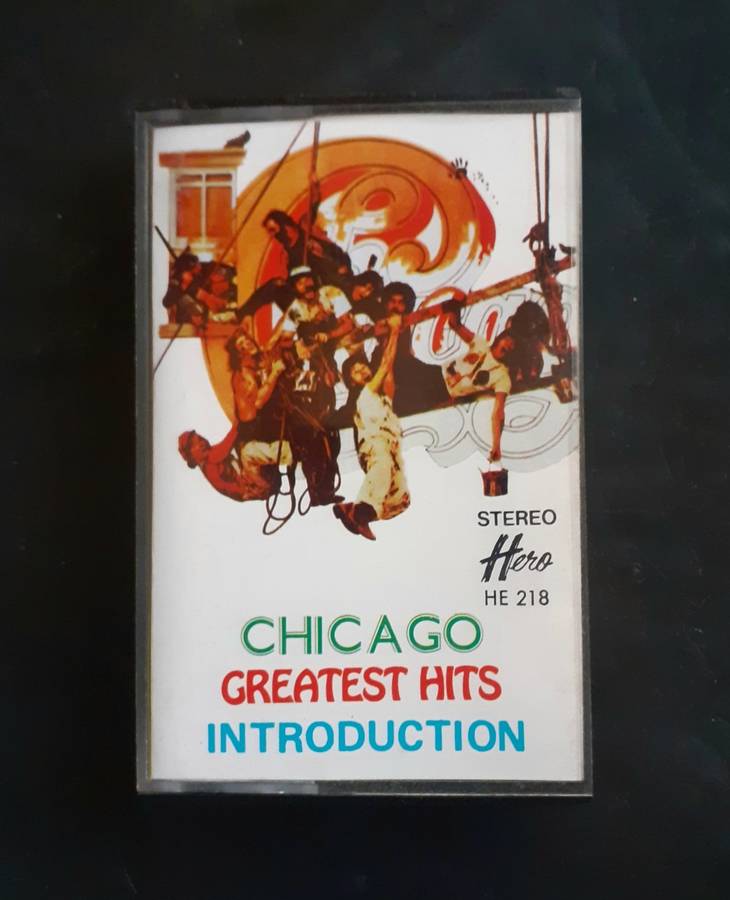 STEREO
Hero
HE 218
CHICAGO
GREATEST HITS
INTRODUCTION